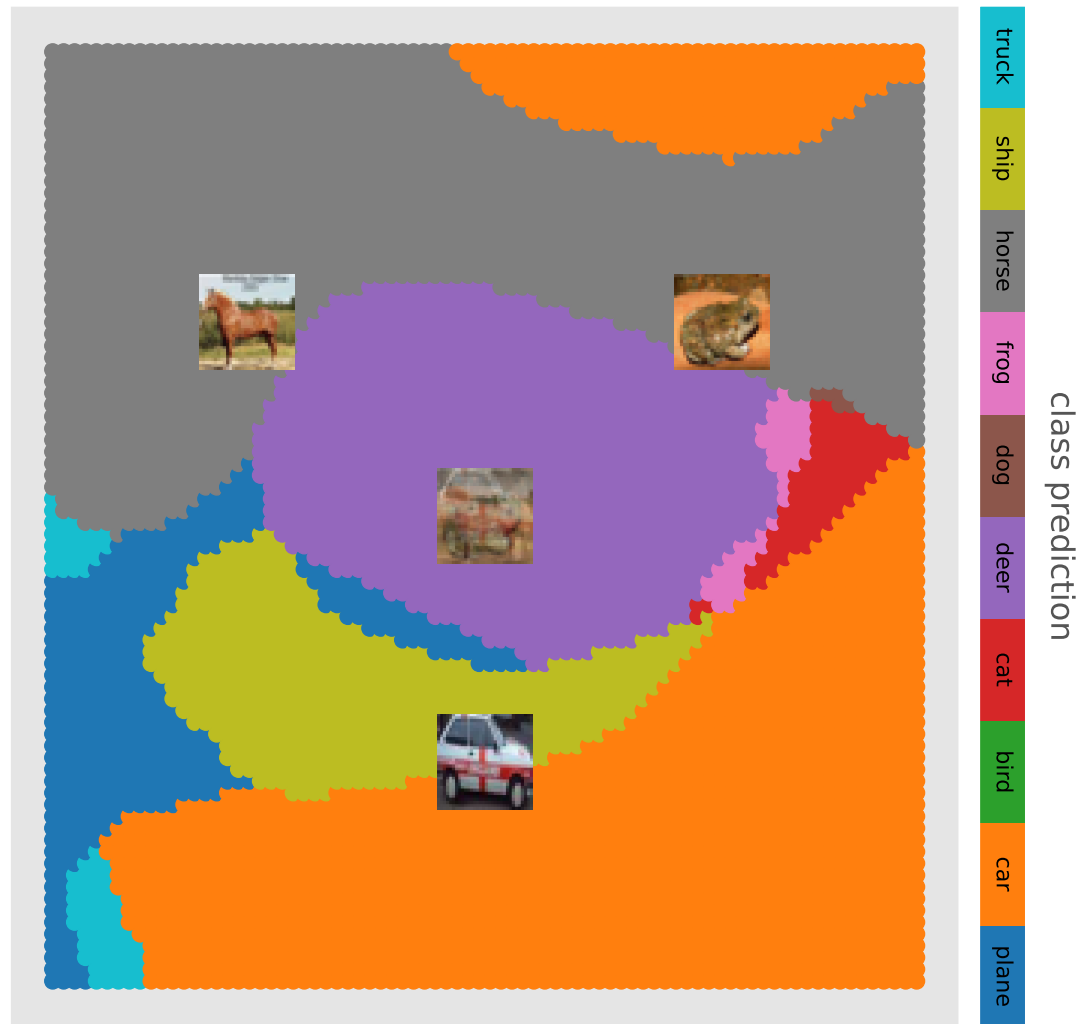 truck
ship
horse
frog
dog
deer
cat
bird
car
plane
class prediction